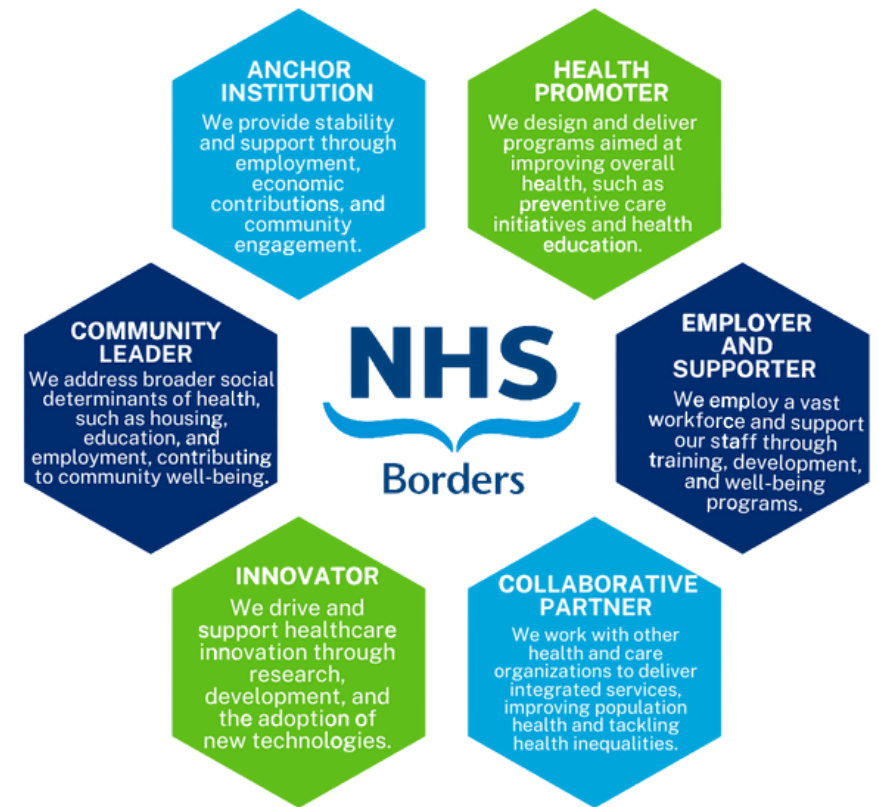 ANCHOR
INSTITUTION
We provide stability
and support through
employment,
economic
contributions, and
community
engagement.
HEALTH
PROMOTER
We design and deliver
programs aimed at
improving overall
health, such as
preventive care
initiatives and health
education.
COMMUNITY
LEADER
We address broader social
determinants of health,
such as housing,
education, and
employment, contributing
to community well-being.
NHS
Borders
EMPLOYER
AND
SUPPORTER
We employ a vast
workforce and support
our staff through
training, development,
and well-being
programs.
INNOVATOR
We drive and
support healthcare
innovation through
research,
development, and
the adoption of
new technologies.
COLLABORATIVE
PARTNER
We work with other
health and care
organizations to deliver
integrated services,
improving population
health and tackling
health inequalities.